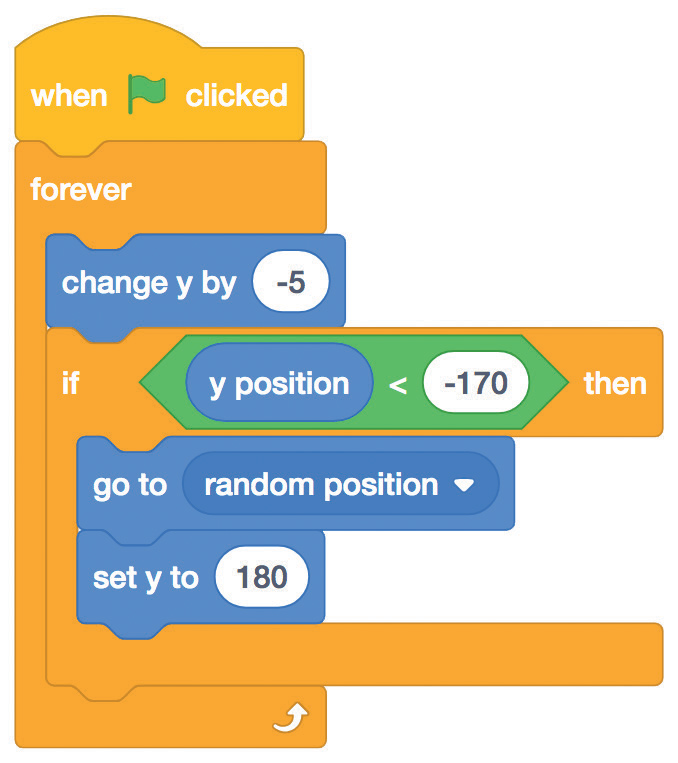 when clicked
forever
change y by -5
if y position < -170 then
go to random position
set y to 180